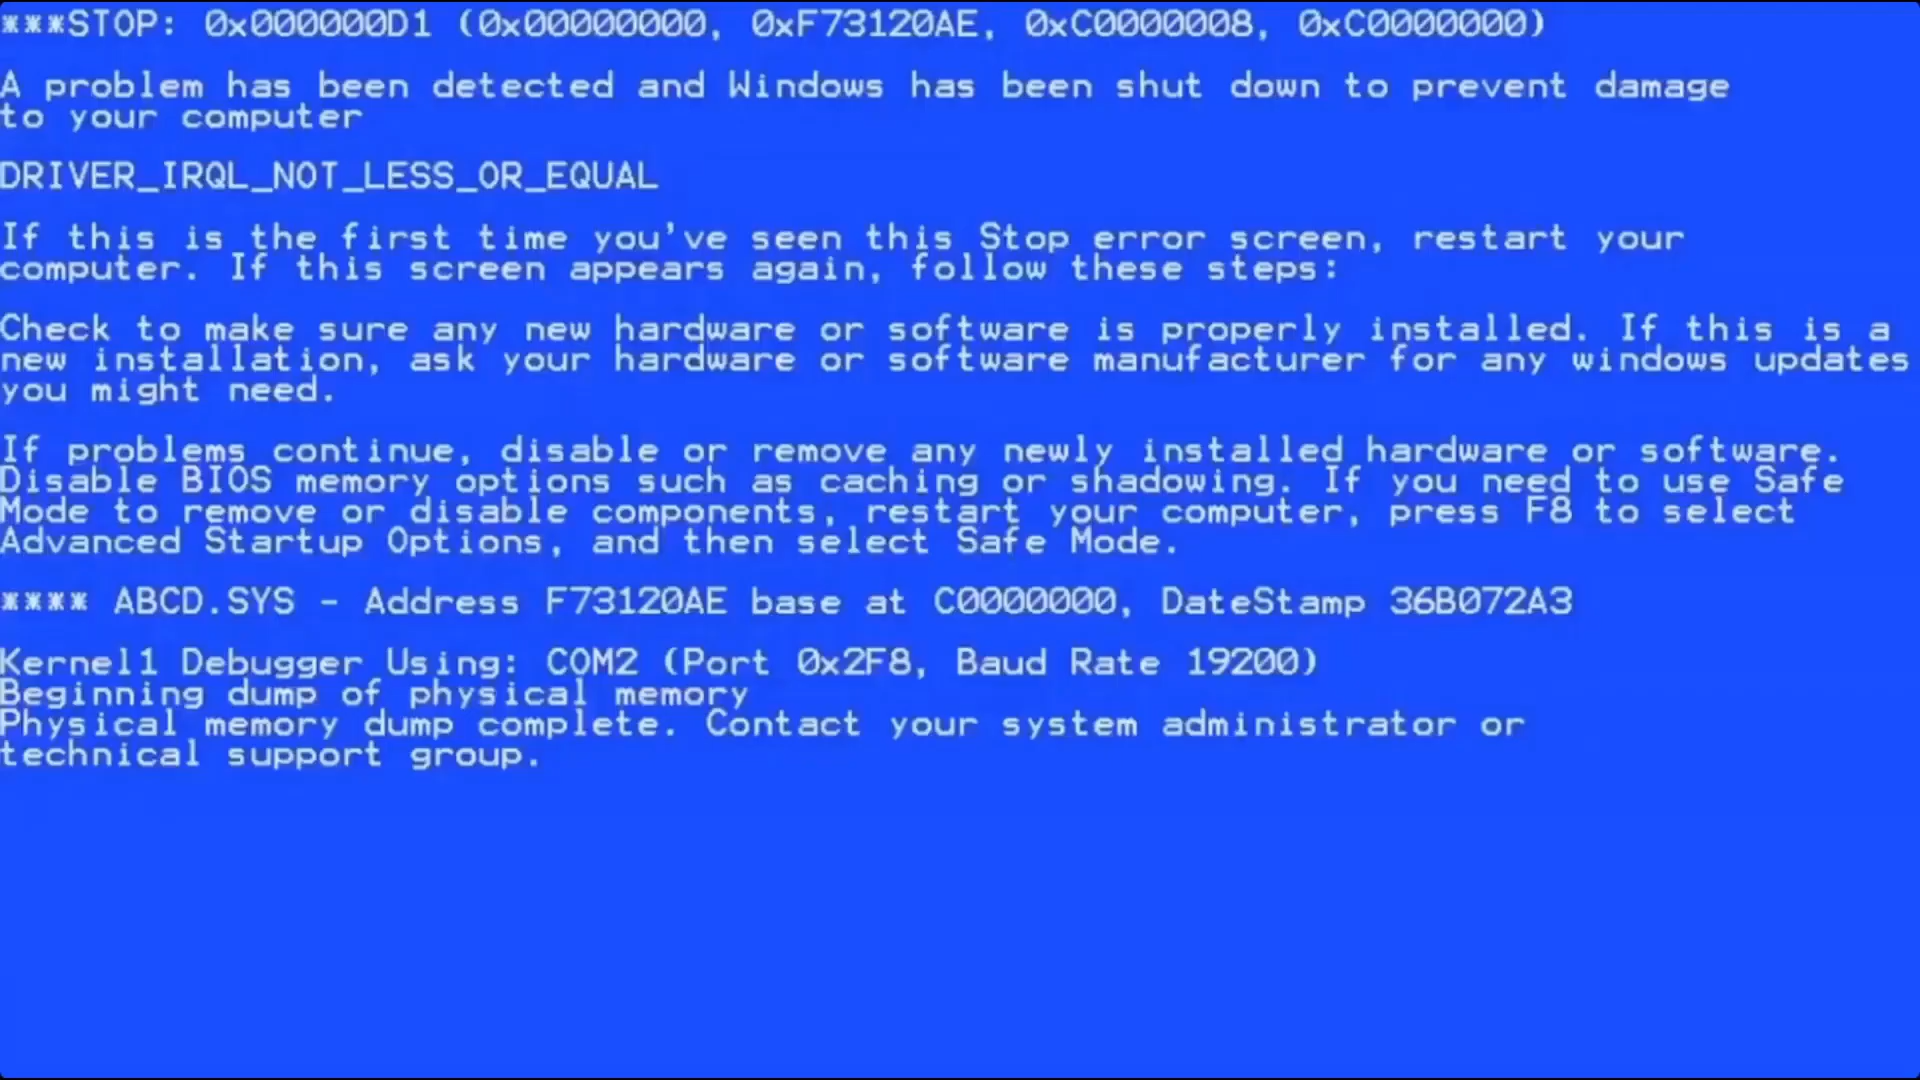 ***STOP: 0x000000D1 (0x00000000, 0xF73120AE, 0xC0000008, 0xC0000000)
A problem has been detected and Windows has been shut down to prevent damage
to your computer
DRIVER_IRQL_NOT_LESS_OR_EQUAL
If this is the first time you've seen this Stop error screen, restart your
computer. If this screen appears again, follow these steps:
Check to make sure any new hardware or software is properly installed. If this is a
new installation, ask your hardware or software manufacturer for any windows updates
you might need.
If problems continue, disable or remove any newly installed hardware or software.
Disable BIOS memory options such as caching or shadowing. If you need to use Safe
Mode to remove or disable components, restart your computer, press F8 to select
Advanced Startup Options, and then select Safe Mode.
**** ABCD.SYS - Address F73120AE base at C0000000, DateStamp 36B072A3
Kernel1 Debugger Using: COM2 (Port 0x2F8, Baud Rate 19200)
Beginning dump of physical memory
Physical memory dump complete. Contact your system administrator or
technical support group.